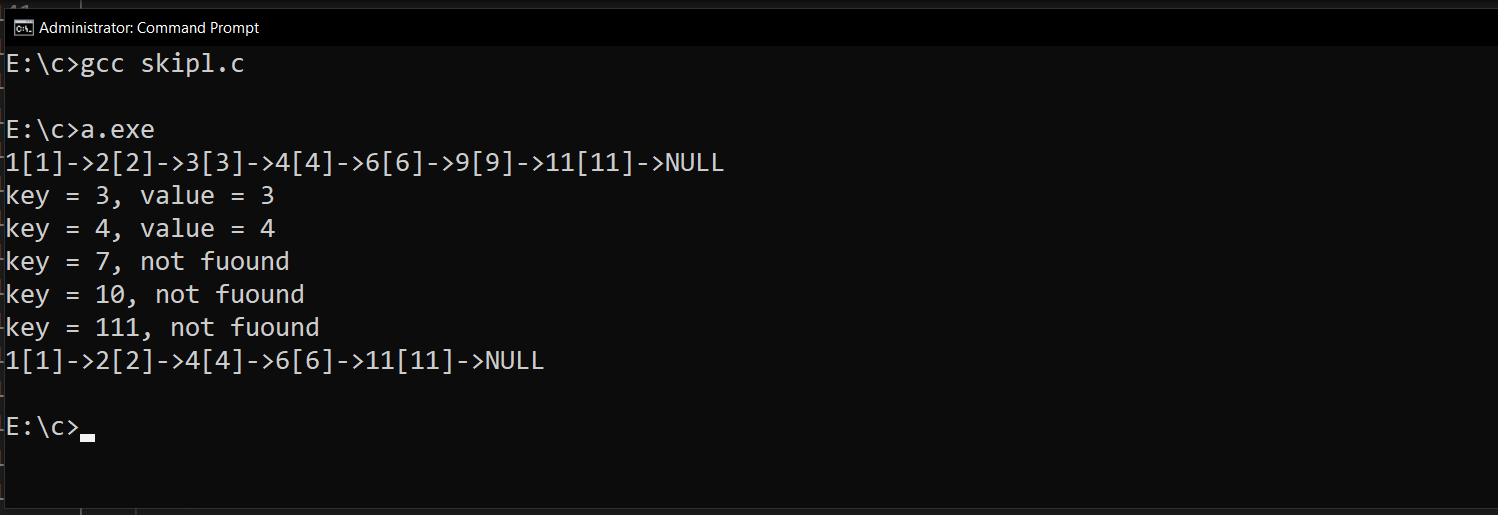 Administrator: Command Prompt
E:\c>gcc skipl.c
E:\c>a.exe
1[1]->2[2]->3[3]->4[4]->6[6]->9[9]->11[11]->NULL
key = 3, value = 3
key = 4, value = 4
key = 7, not fuound
key = 10, not fuound
key = 111, not fuound
1[1]->2[2]->4[4]->6[6]->11[11]->NULL
E:\c>